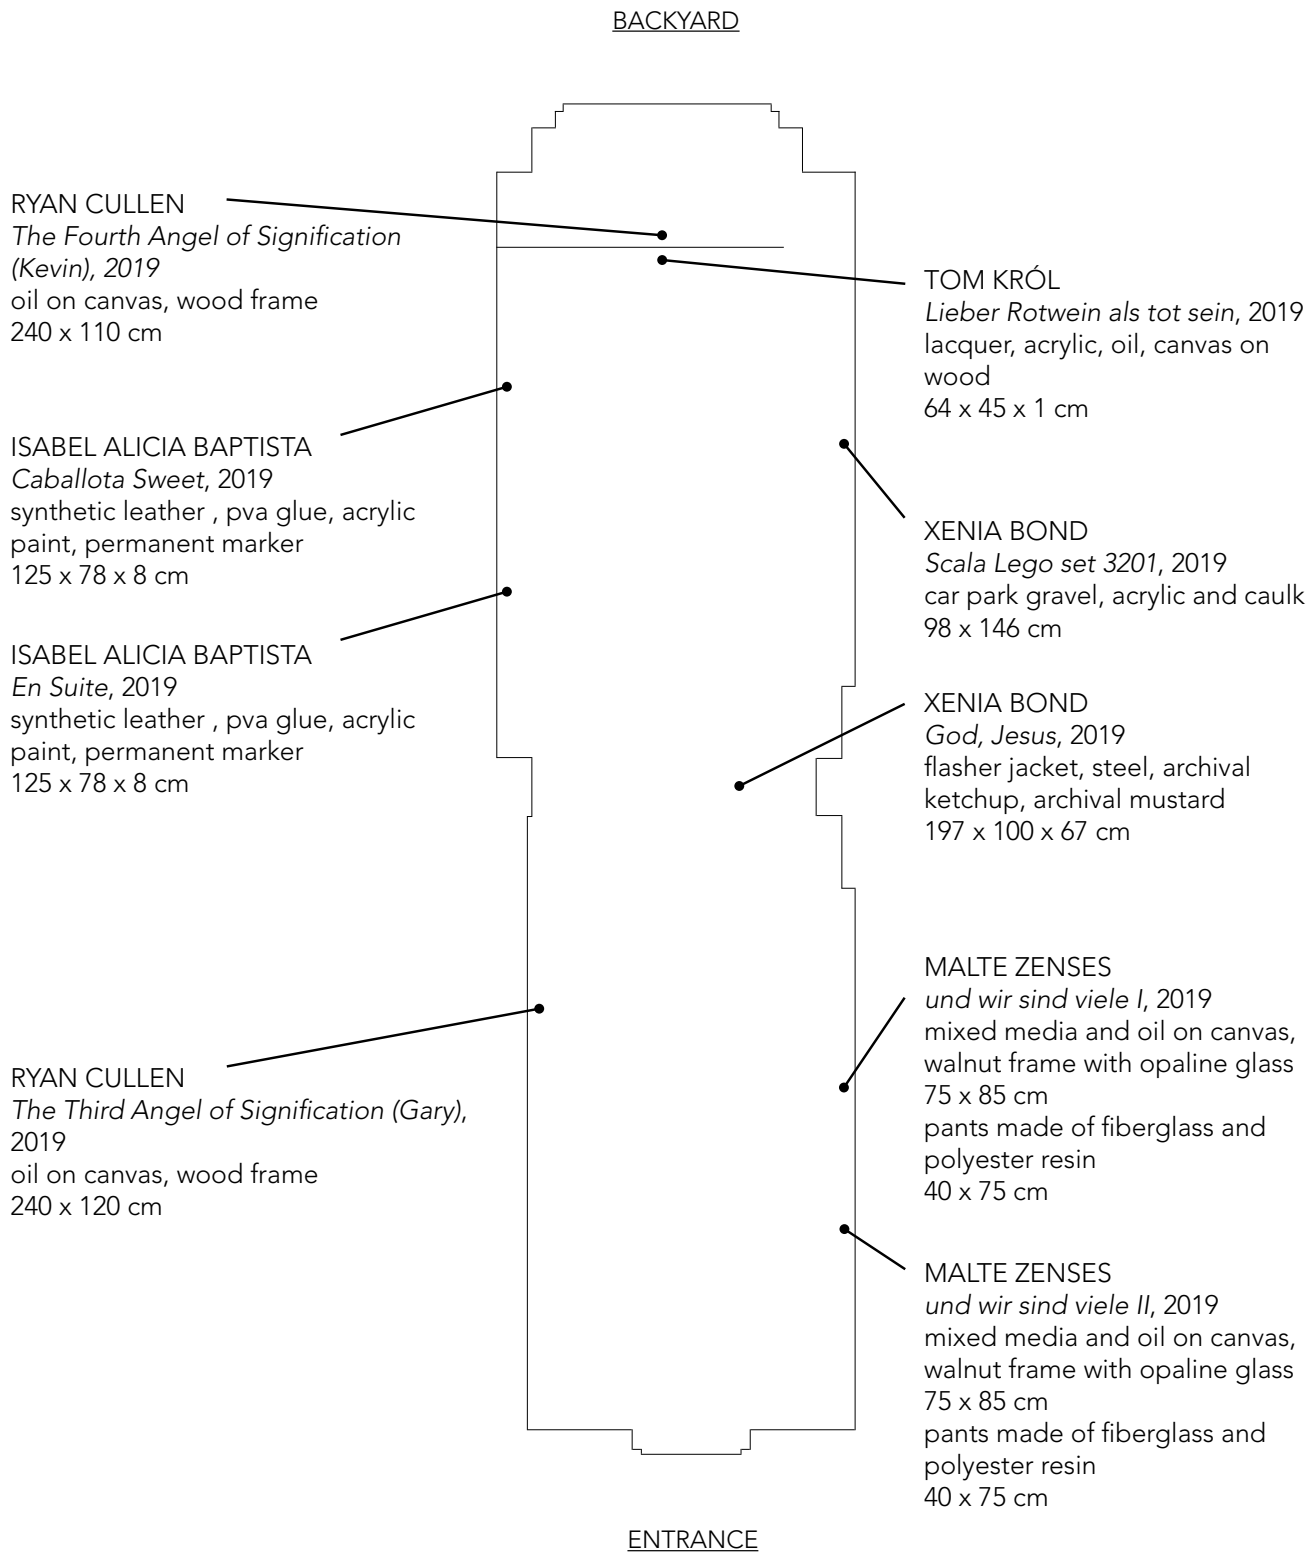 BACKYARD
RYAN CULLEN
The Fourth Angel of Signification
(Kevin), 2019
oil on canvas, wood frame
240 x 110 cm
ISABEL ALICIA BAPTISTA
Caballota Sweet, 2019
synthetic leather , pva glue, acrylic
paint, permanent marker
125 x 78 x 8 cm
ISABEL ALICIA BAPTISTA
En Suite, 2019
synthetic leather , pva glue, acrylic
paint, permanent marker
125 x 78 x 8 cm
RYAN CULLEN
The Third Angel of Signification (Gary),
2019
oil on canvas, wood frame
240 x 120 cm
TOM KRÓL
Lieber Rotwein als tot sein, 2019
lacquer, acrylic, oil, canvas on
wood
64 x 45 x 1 cm
XENIA BOND
Scala Lego set 3201, 2019
car park gravel, acrylic and caulk
98 x 146 cm
XENIA BOND
God, Jesus, 2019
flasher jacket, steel, archival
ketchup, archival mustard
197 x 100 x 67 cm
MALTE ZENSES
und wir sind viele I, 2019
mixed media and oil on canvas,
walnut frame with opaline glass
75 x 85 cm
pants made of fiberglass and
polyester resin
40 x 75 cm
MALTE ZENSES
und wir sind viele II, 2019
mixed media and oil on canvas,
walnut frame with opaline glass
75 x 85 cm
pants made of fiberglass and
polyester resin
40 x 75 cm
ENTRANCE